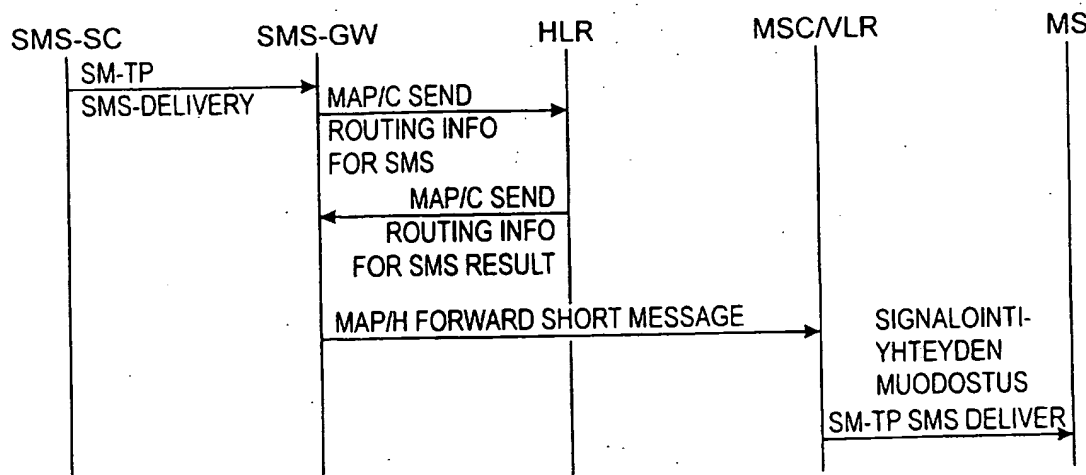 SMS-SC SMS-GW HLR MSC/VLR MS
SM-TP
SMS-DELIVERY
MAP/C SEND
ROUTING INFO
FOR SMS
MAP/C SEND
ROUTING INFO
FOR SMS RESULT
MAP/H FORWARD SHORT MESSAGE
SIGNALOINTI-
YHTEYDEN
MUODOSTUS
SM-TP SMS DELIVER